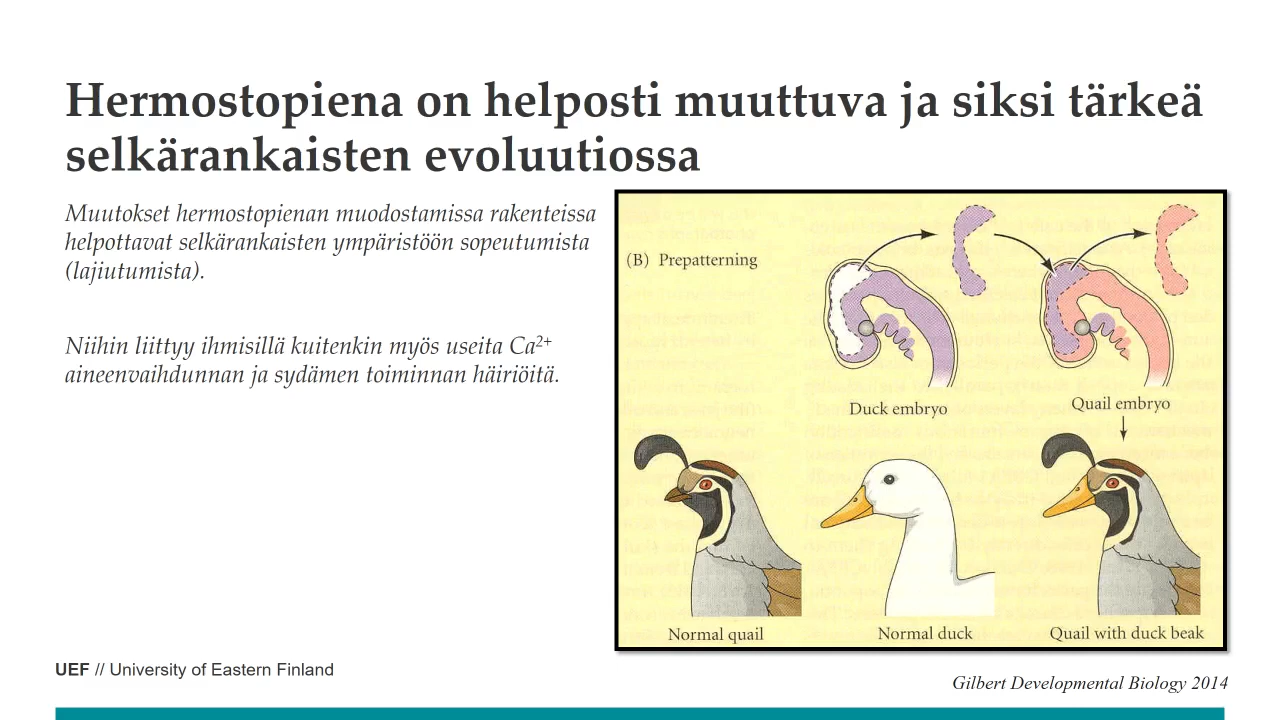 Hermostopiena on helposti muuttuva ja siksi tärkeä
selkärankaisten evoluutiossa
Muutokset hermostopienan muodostamissa rakenteissa
helpottavat selkärankaisten ympäristöön sopeutumista
(lajiutumista).
Niihin liittyy ihmisillä kuitenkin myös useita Ca²⁺
aineenvaihdunnan ja sydämen toiminnan häiriöitä.
(B) Prepatterning
Duck embryo
Quail embryo
Normal quail
Normal duck
Quail with duck beak
UEF // University of Eastern Finland
Gilbert Developmental Biology 2014